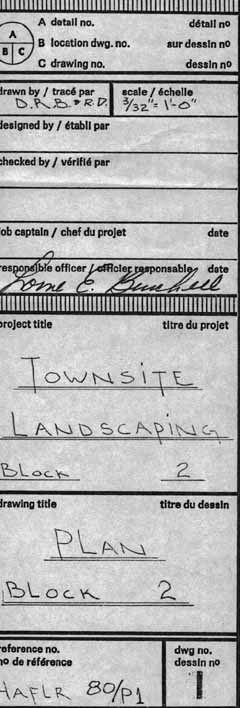 A detail no. détail nº
A
B C
B location dwg. no. sur dessin nº
C drawing no. dessin nº
drawn by / tracé par scale / échelle
D.R.B. & R.D. 3/32"=1'-0"
designed by / établi par
checked by / vérifié par
job captain / chef du projet date
responsible officer / officier responsable date
Lorne E.
project title titre du projet
TOWNSITE
LANDSCAPING
BLOCK 2
drawing title titre du dessin
PLAN
BLOCK 2
reference no. dwg. no.
no de référence dessin nº
HAFLR 80/P1 1